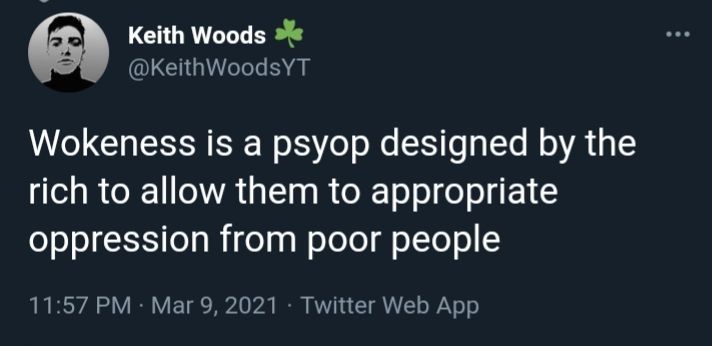 Keith Woods ☘️
@KeithWoodsYT
Wokeness is a psyop designed by the
rich to allow them to appropriate
oppression from poor people
11:57 PM · Mar 9, 2021 · Twitter Web App